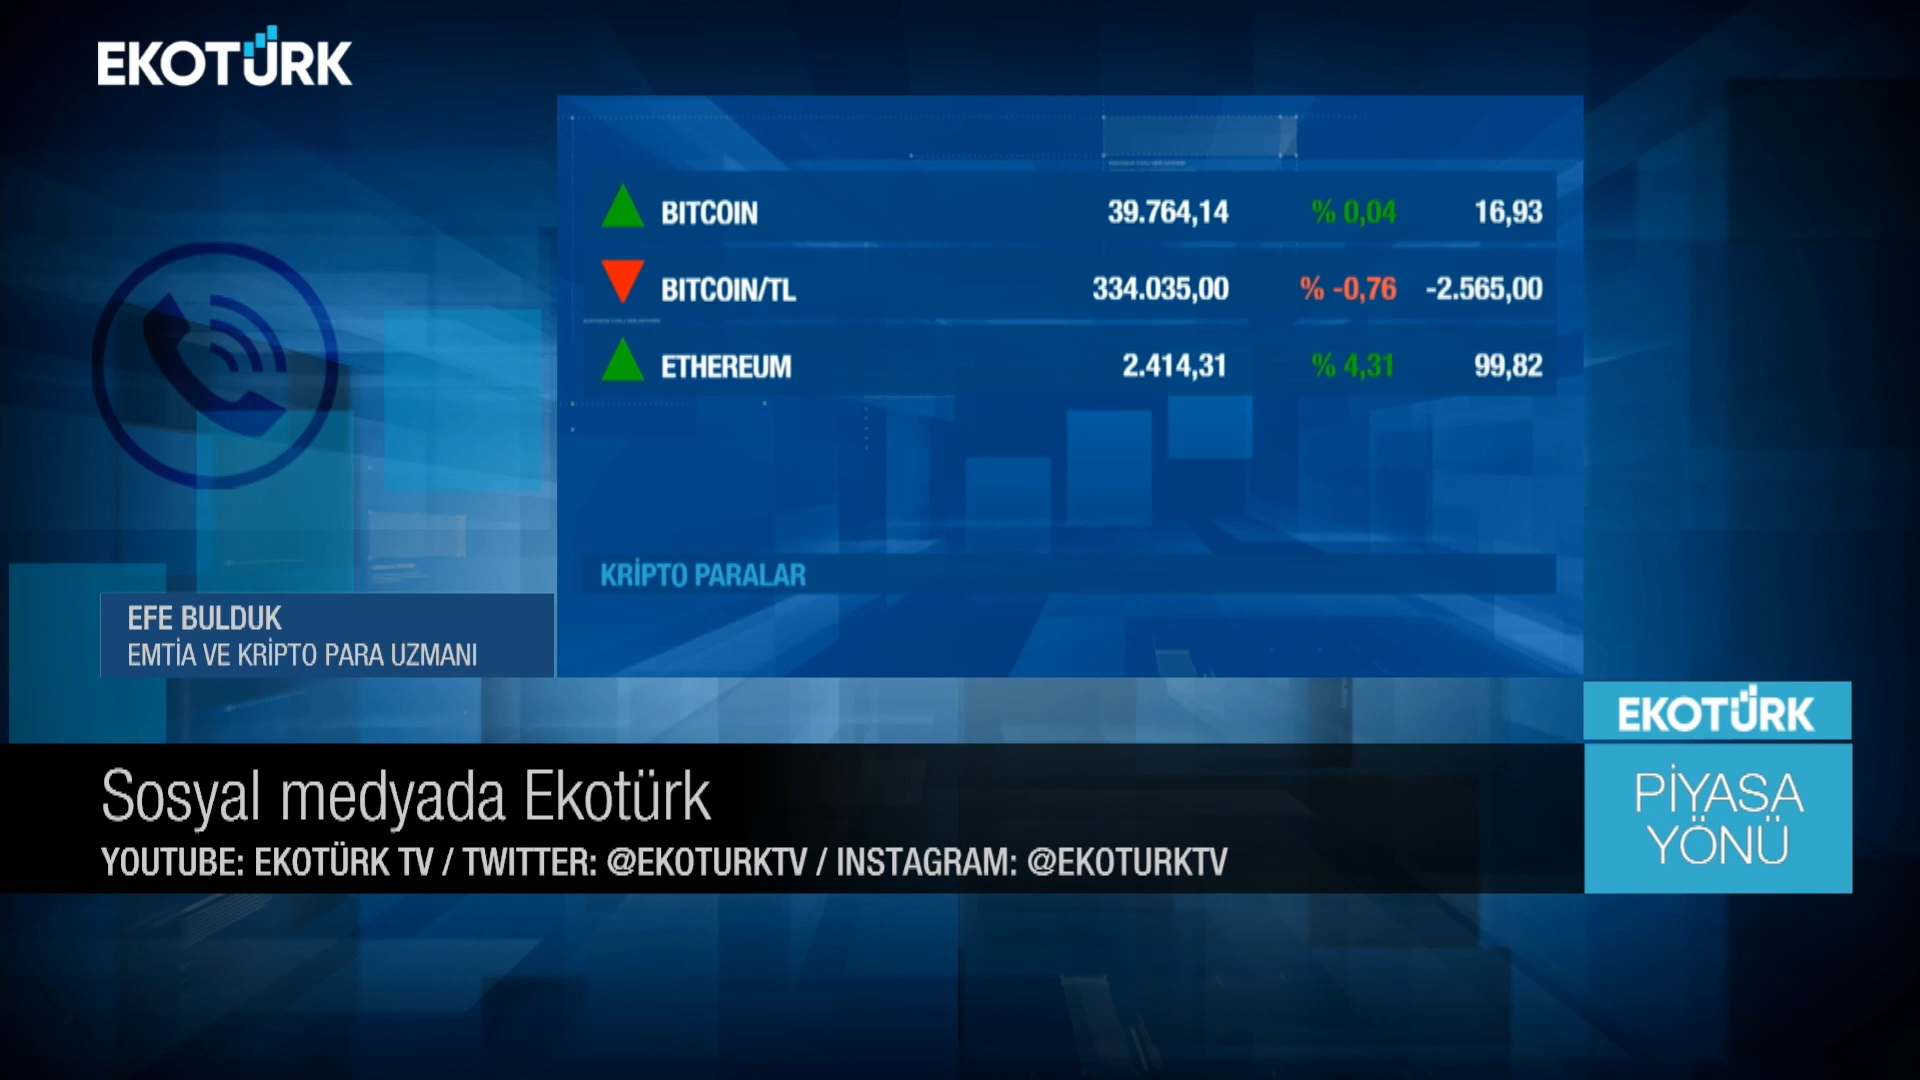 EKOTÜRK
BITCOIN 39.764,14 % 0,04 16,93
BITCOIN/TL 334.035,00 % -0,76 -2.565,00
ETHEREUM 2.414,31 % 4,31 99,82
KRİPTO PARALAR
EFE BULDUK
EMTİA VE KRİPTO PARA UZMANI
EKOTÜRK
PİYASA
YÖNÜ
Sosyal medyada Ekotürk
YOUTUBE: EKOTÜRK TV / TWITTER: @EKOTURKTV / INSTAGRAM: @EKOTURKTV